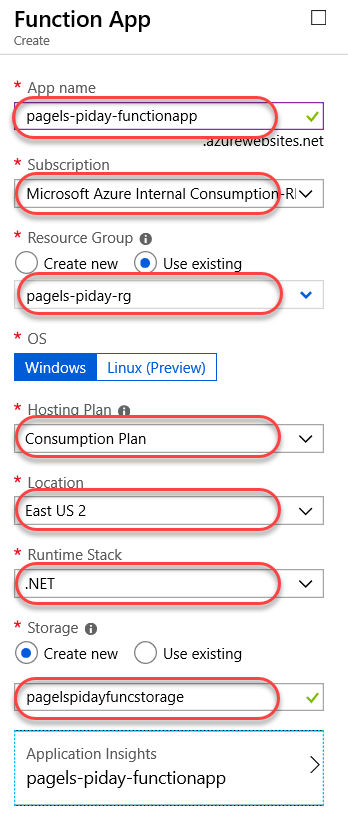 Function App
Create
* App name
pagels-piday-functionapp
.azurewebsites.net
* Subscription
Microsoft Azure Internal Consumption-R
* Resource Group
Create new Use existing
pagels-piday-rg
* OS
Windows Linux (Preview)
* Hosting Plan
Consumption Plan
* Location
East US 2
* Runtime Stack
.NET
* Storage
Create new Use existing
pagelspidayfuncstorage
Application Insights
pagels-piday-functionapp